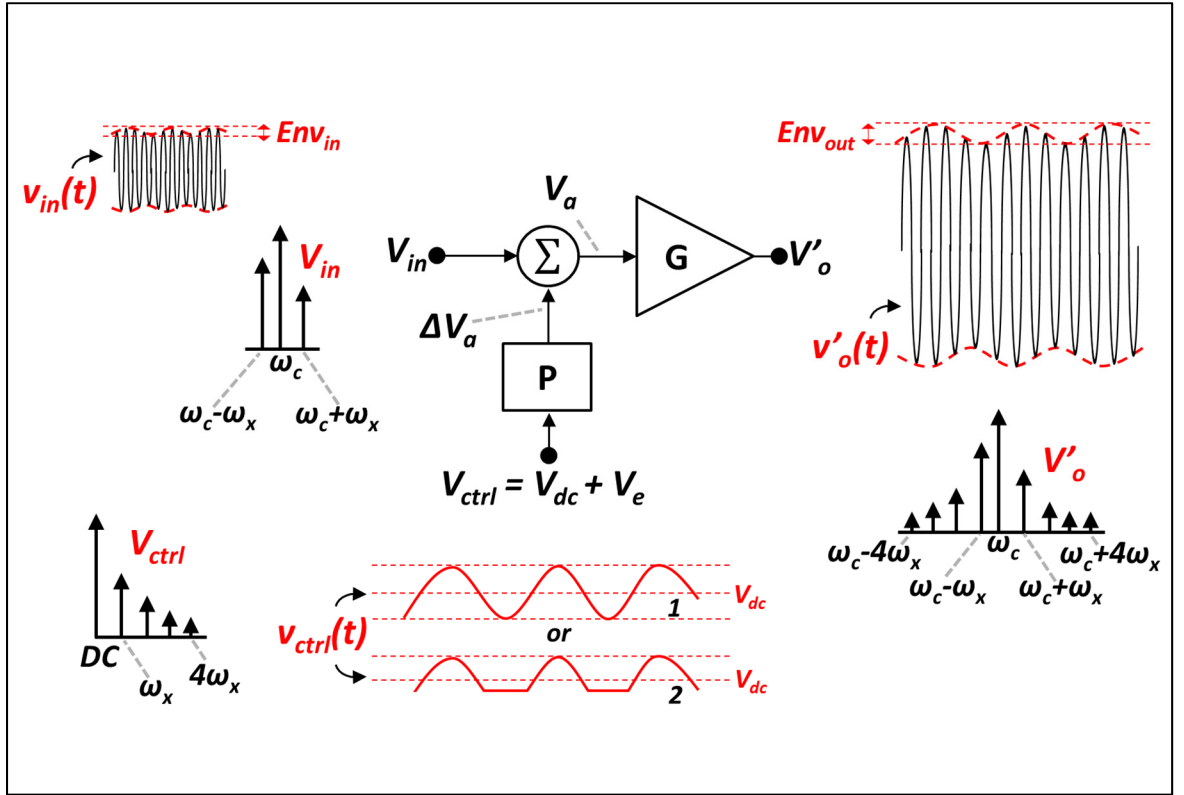 Env_in
v_in(t)
V_in
ω_c
ω_c-ω_x
ω_c+ω_x
V_in
Σ
V_a
G
V'_o
ΔV_a
P
V_ctrl = V_dc + V_e
Env_out
v'_o(t)
V'_o
ω_c
ω_c-4ω_x
ω_c+4ω_x
ω_c-ω_x
ω_c+ω_x
V_ctrl
DC
ω_x
4ω_x
v_ctrl(t)
1
V_dc
or
2
V_dc